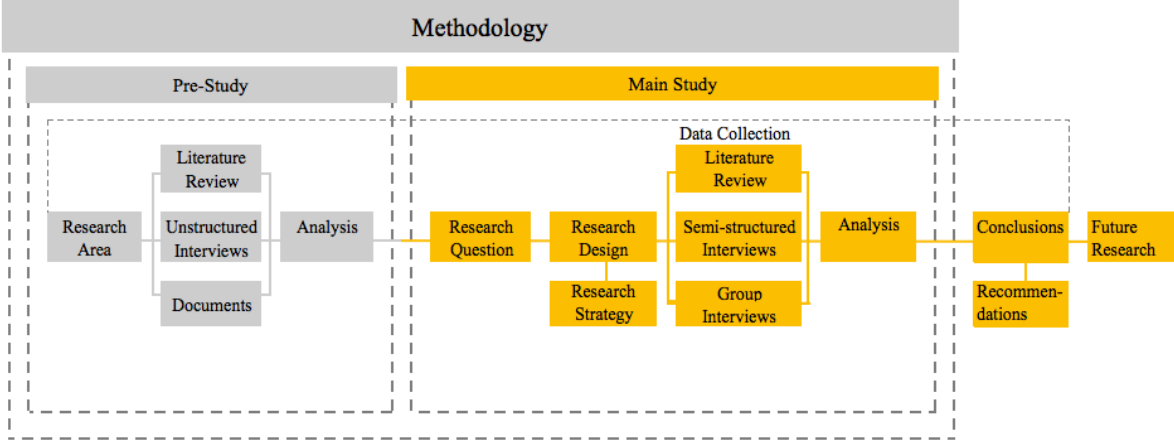 Methodology
Pre-Study
Main Study
Data Collection
Literature
Review
Unstructured
Interviews
Documents
Research
Area
Analysis
Research
Question
Research
Design
Research
Strategy
Literature
Review
Semi-structured
Interviews
Group
Interviews
Analysis
Conclusions
Recommen-
dations
Future
Research